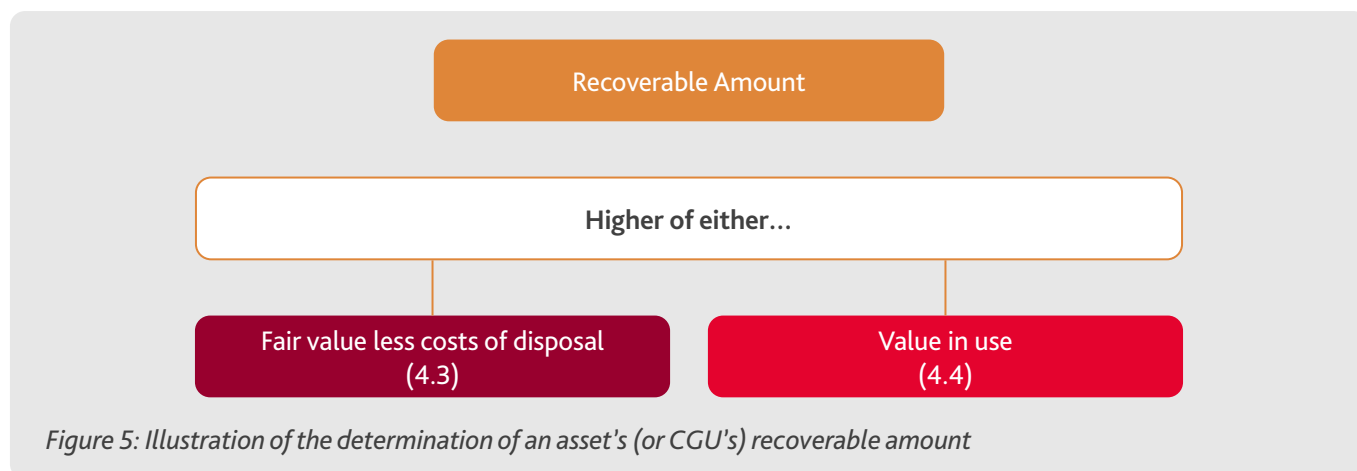 Recoverable Amount
Higher of either…
Fair value less costs of disposal
(4.3)
Value in use
(4.4)
Figure 5: Illustration of the determination of an asset's (or CGU's) recoverable amount